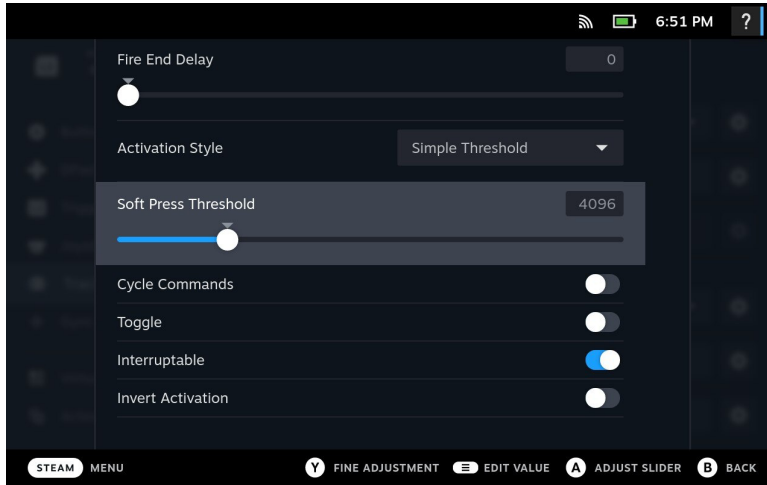 6:51 PM ?
Fire End Delay 0
Activation Style Simple Threshold
Soft Press Threshold 4096
Cycle Commands
Toggle
Interruptable
Invert Activation
STEAM MENU Y FINE ADJUSTMENT EDIT VALUE A ADJUST SLIDER B BACK